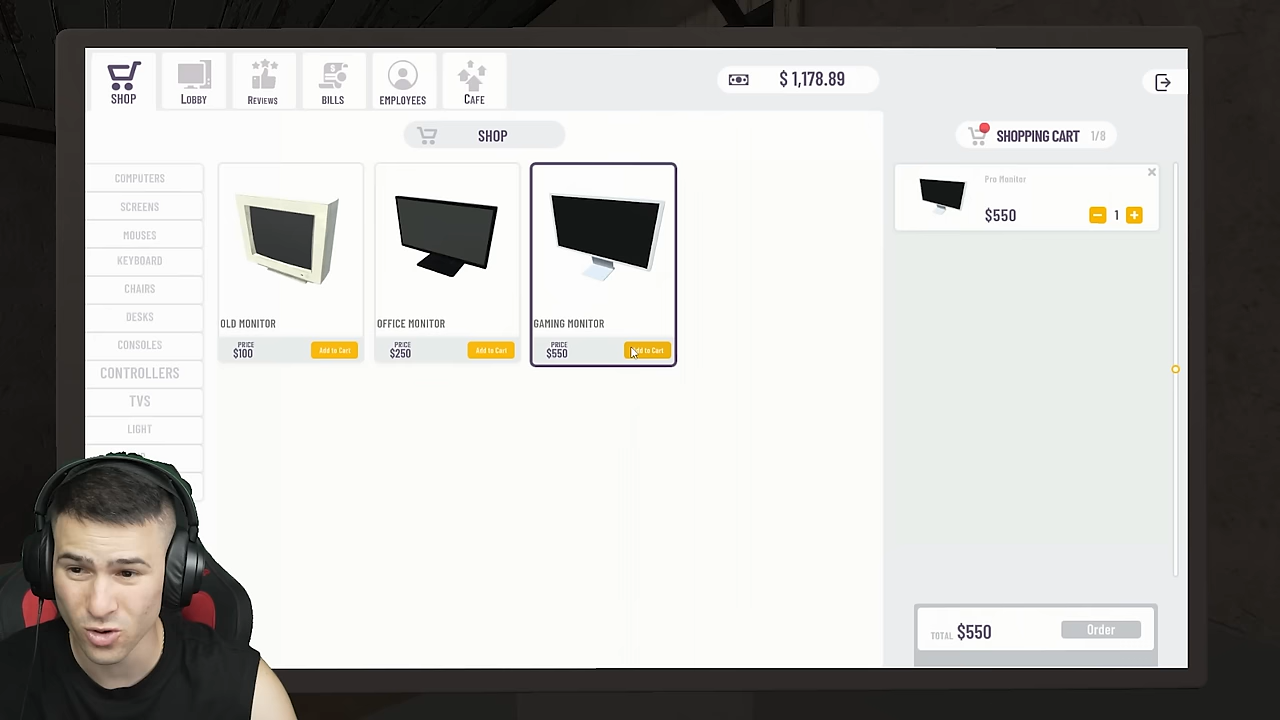 SHOP
LOBBY
REVIEWS
BILLS
EMPLOYEES
CAFE
$ 1,178.89
SHOP
SHOPPING CART 1/8
COMPUTERS
SCREENS
MOUSES
KEYBOARD
CHAIRS
DESKS
CONSOLES
CONTROLLERS
TVS
LIGHT
OLD MONITOR
PRICE
$100
Add to Cart
OFFICE MONITOR
PRICE
$250
Add to Cart
GAMING MONITOR
PRICE
$550
to Cart
Pro Monitor
$550
1
TOTAL $550
Order